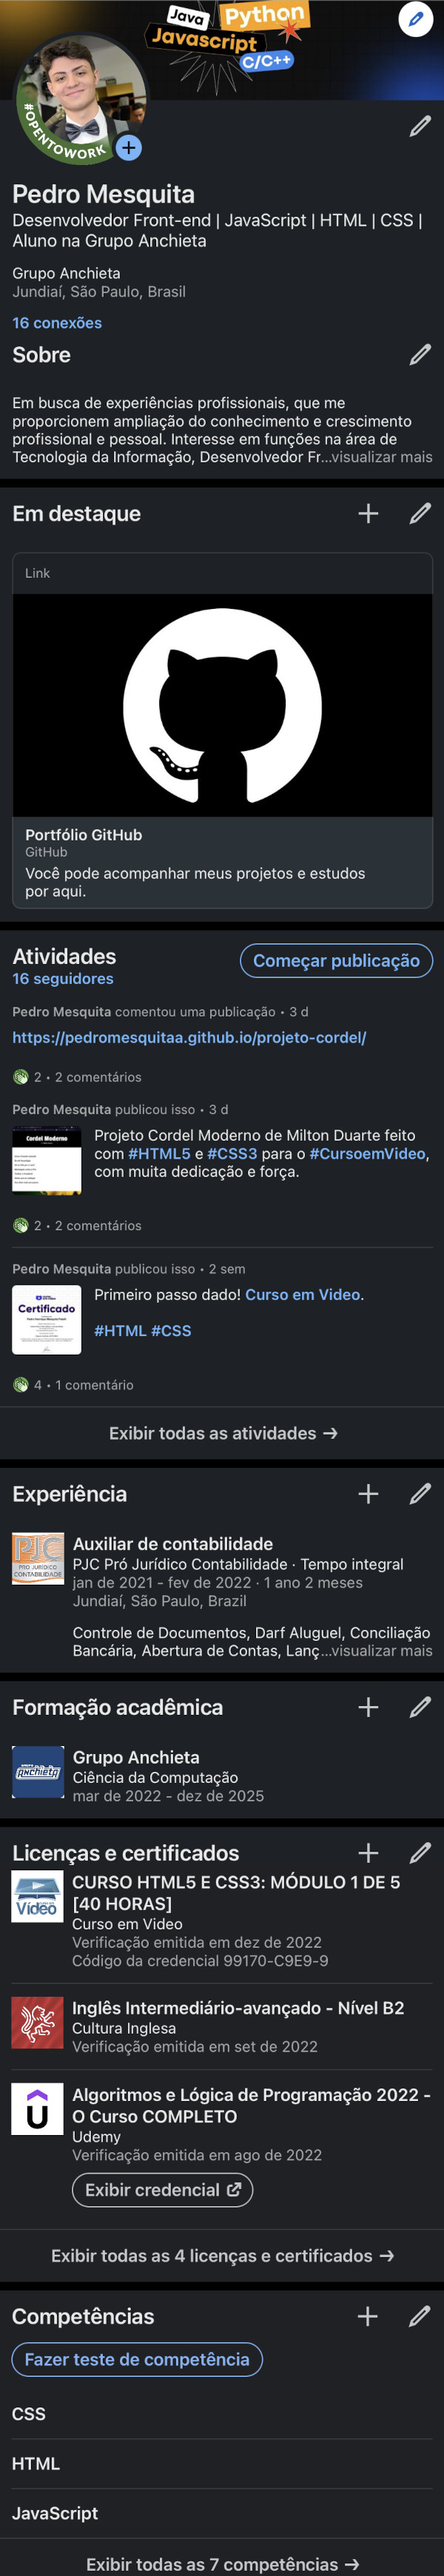 Java
Python
Javascript
C/C++
#OPENTOWORK
Pedro Mesquita
Desenvolvedor Front-end | JavaScript | HTML | CSS |
Aluno na Grupo Anchieta
Grupo Anchieta
Jundiaí, São Paulo, Brasil
16 conexões
Sobre
Em busca de experiências profissionais, que me
proporcionem ampliação do conhecimento e crescimento
profissional e pessoal. Interesse em funções na área de
Tecnologia da Informação, Desenvolvedor Fr...visualizar mais
Em destaque
Link
Portfólio GitHub
GitHub
Você pode acompanhar meus projetos e estudos
por aqui.
Atividades
Começar publicação
16 seguidores
Pedro Mesquita comentou uma publicação • 3 d
https://pedromesquitaa.github.io/projeto-cordel/
2 • 2 comentários
Pedro Mesquita publicou isso • 3 d
Cordel Moderno
Projeto Cordel Moderno de Milton Duarte feito
com #HTML5 e #CSS3 para o #CursoemVideo,
com muita dedicação e força.
2 • 2 comentários
Pedro Mesquita publicou isso • 2 sem
Certificado
Primeiro passo dado! Curso em Video.
#HTML #CSS
4 • 1 comentário
Exibir todas as atividades →
Experiência
PJC
PRO JURIDICO
CONTABILIDADE
Auxiliar de contabilidade
PJC Pró Jurídico Contabilidade · Tempo integral
jan de 2021 - fev de 2022 · 1 ano 2 meses
Jundiaí, São Paulo, Brazil
Controle de Documentos, Darf Aluguel, Conciliação
Bancária, Abertura de Contas, Lanç...visualizar mais
Formação acadêmica
Anchieta
Grupo Anchieta
Ciência da Computação
mar de 2022 - dez de 2025
Licenças e certificados
Vídeo
CURSO HTML5 E CSS3: MÓDULO 1 DE 5
[40 HORAS]
Curso em Video
Verificação emitida em dez de 2022
Código da credencial 99170-C9E9-9
Inglês Intermediário-avançado - Nível B2
Cultura Inglesa
Verificação emitida em set de 2022
Algoritmos e Lógica de Programação 2022 -
O Curso COMPLETO
Udemy
Verificação emitida em ago de 2022
Exibir credencial
Exibir todas as 4 licenças e certificados →
Competências
Fazer teste de competência
CSS
HTML
JavaScript
Exibir todas as 7 competências →